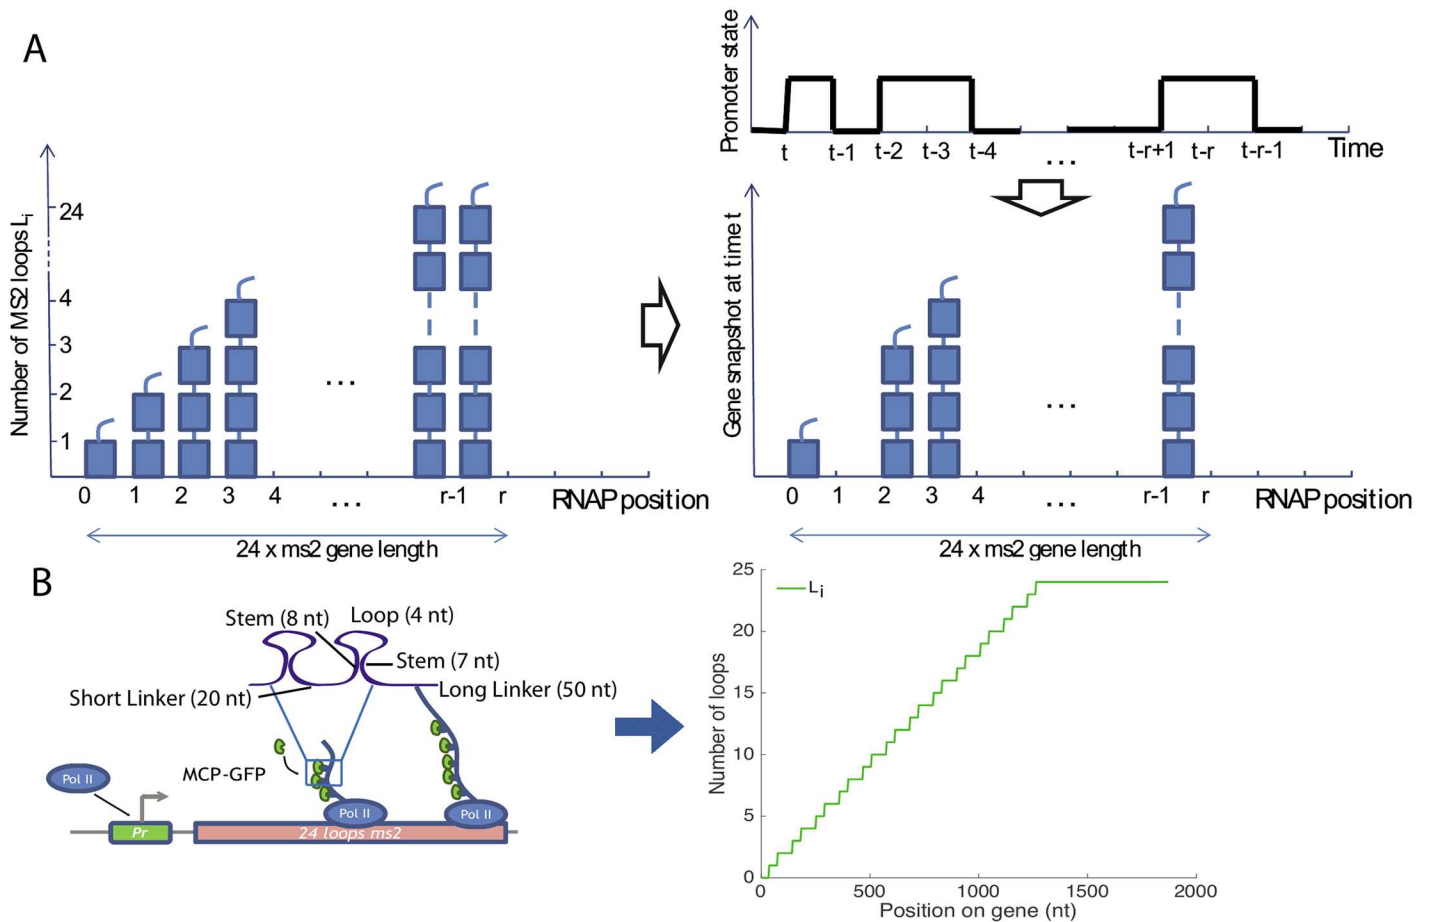 A
Number of MS2 loops Li
24
4
3
2
1
...
0 1 2 3 4 ... r-1 r RNAP position
24 x ms2 gene length
Promoter state
t t-1 t-2 t-3 t-4 ... t-r+1 t-r t-r-1 Time
Gene snapshot at time t
...
0 1 2 3 4 ... r-1 r RNAP position
24 x ms2 gene length
B
Stem (8 nt) Loop (4 nt)
Stem (7 nt)
Short Linker (20 nt) Long Linker (50 nt)
MCP-GFP
Pol II
Pol II Pol II
Pr 24 loops ms2
Number of loops
25
Li
20
15
10
5
0
0 500 1000 1500 2000
Position on gene (nt)